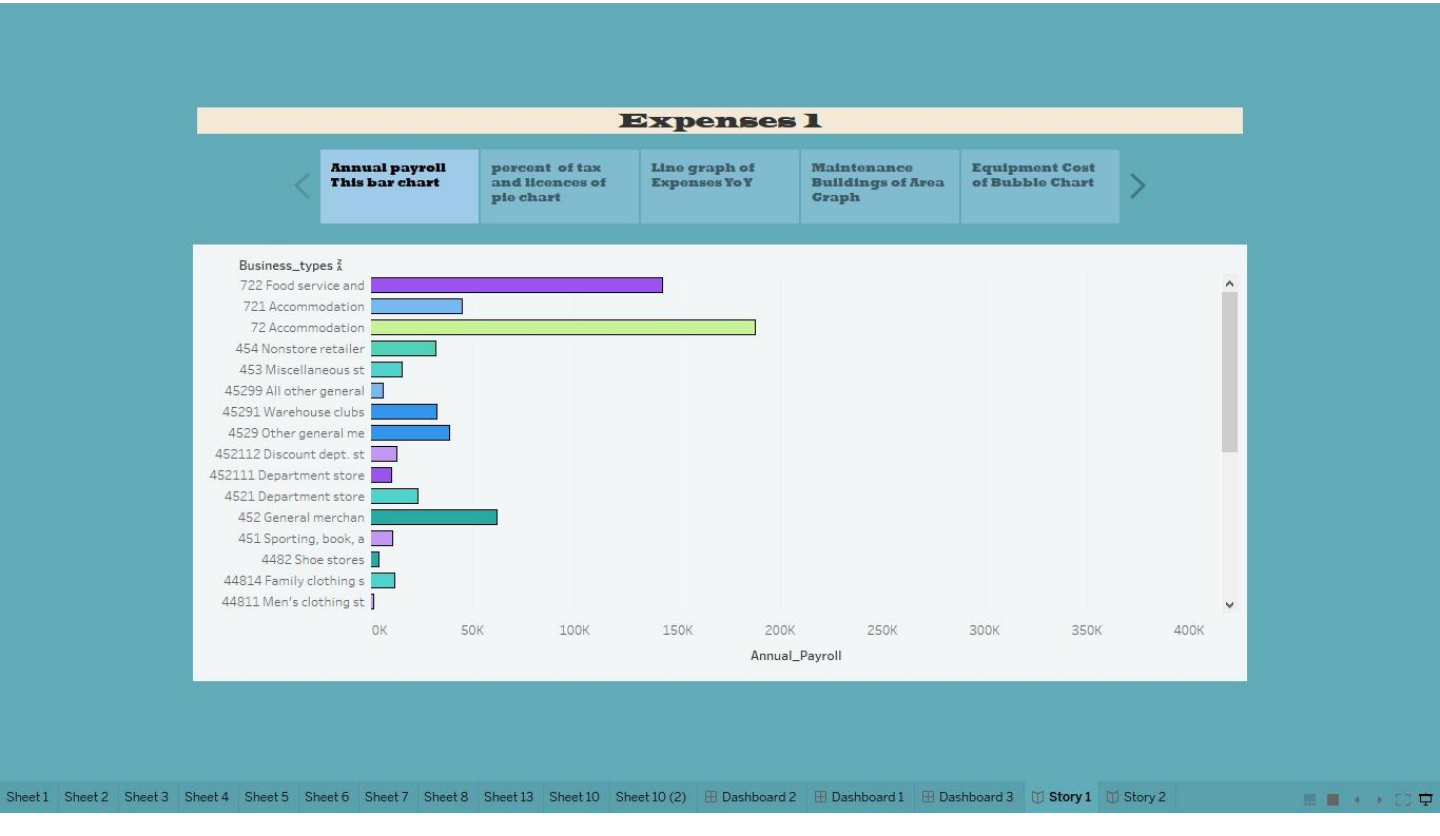 Expenses 1
Annual payroll
This bar chart
percent of tax
and licences of
pie chart
Line graph of
Expenses YoY
Maintenance
Buildings of Area
Graph
Equipment Cost
of Bubble Chart
Business_types
722 Food service and
721 Accommodation
72 Accommodation
454 Nonstore retailer
453 Miscellaneous st
45299 All other general
45291 Warehouse clubs
4529 Other general me
452112 Discount dept. st
452111 Department store
4521 Department store
452 General merchan
451 Sporting, book, a
4482 Shoe stores
44814 Family clothing s
44811 Men's clothing st
0K 50K 100K 150K 200K 250K 300K 350K 400K
Annual_Payroll
Sheet 1 Sheet 2 Sheet 3 Sheet 4 Sheet 5 Sheet 6 Sheet 7 Sheet 8 Sheet 13 Sheet 10 Sheet 10 (2) Dashboard 2 Dashboard 1 Dashboard 3 Story 1 Story 2